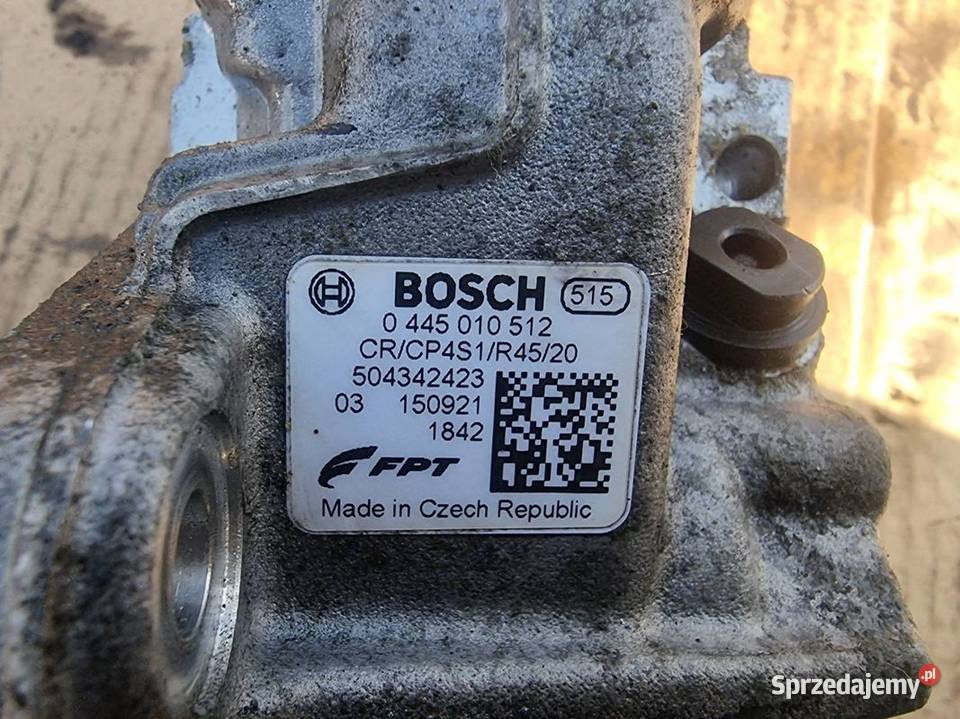 BOSCH 515
0 445 010 512
CR/CP4S1/R45/20
504342423
03 150921
1842
FPT
Made in Czech Republic
Sprzedajemy.pl